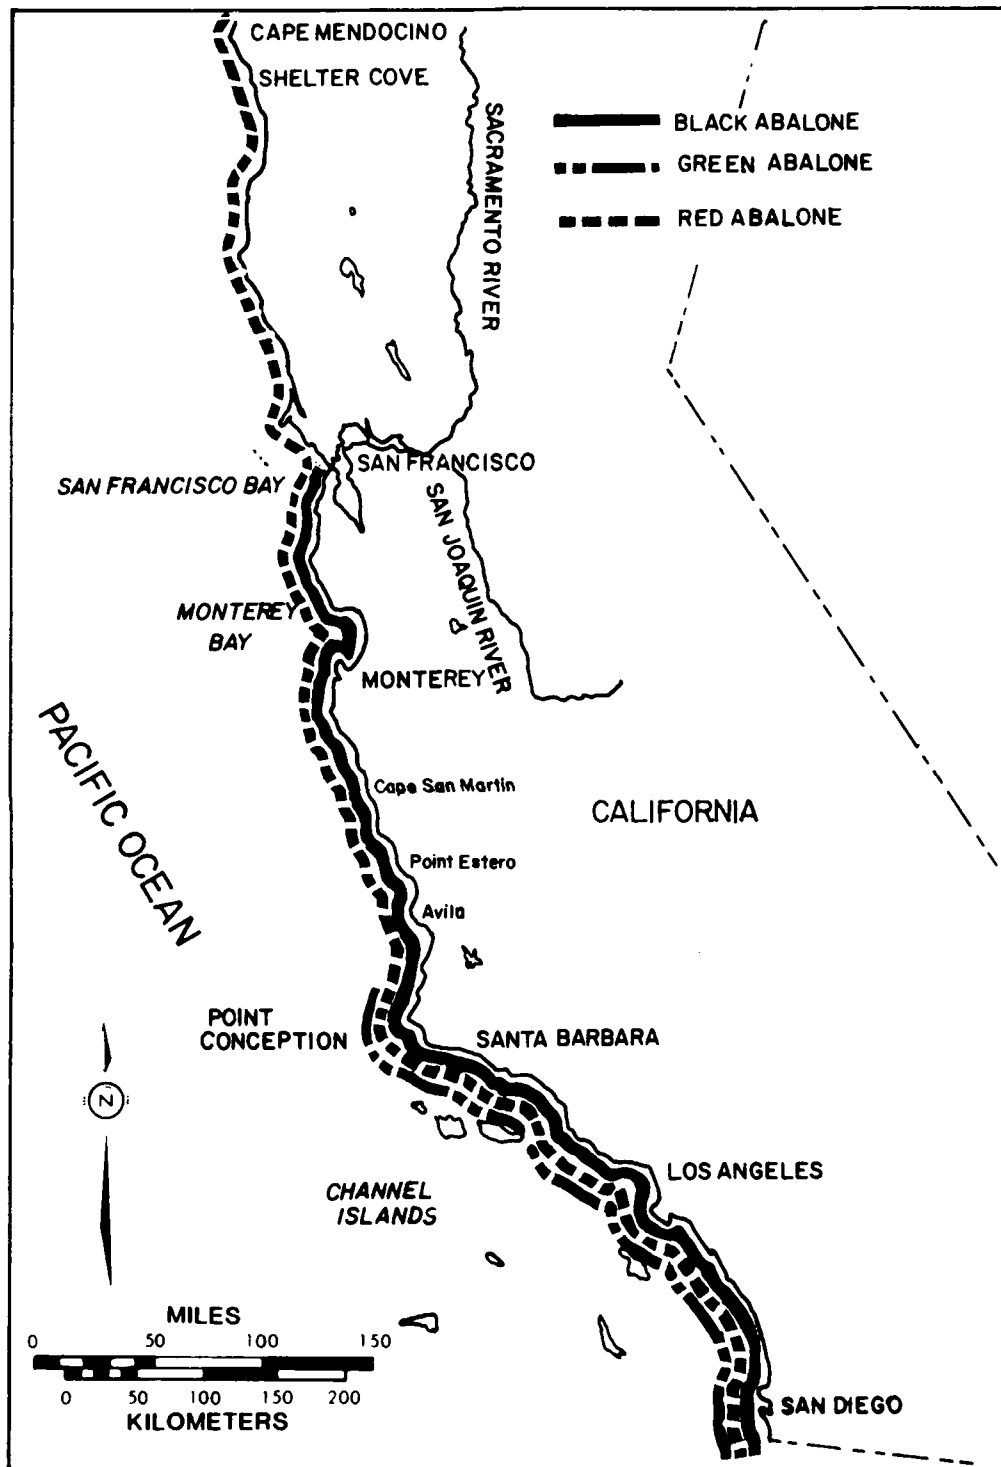 CAPE MENDOCINO
SHELTER COVE
SACRAMENTO RIVER
BLACK ABALONE
GREEN ABALONE
RED ABALONE
SAN FRANCISCO
SAN FRANCISCO BAY
SAN JOAQUIN RIVER
MONTEREY
BAY
MONTEREY
PACIFIC OCEAN
Cape San Martin
CALIFORNIA
Point Estero
Avila
POINT
CONCEPTION
SANTA BARBARA
N
LOS ANGELES
CHANNEL
ISLANDS
MILES
0 50 100 150
0 50 100 150 200
KILOMETERS
SAN DIEGO